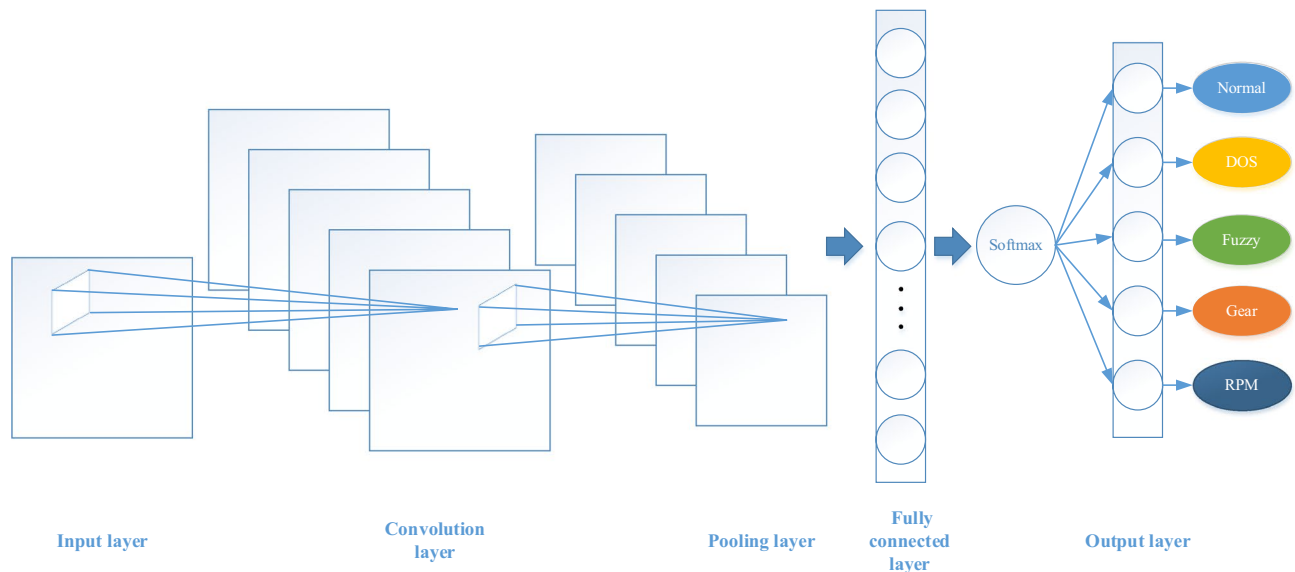 Normal
DOS
Fuzzy
Softmax
Gear
RPM
Input layer
Convolution
layer
Pooling layer
Fully
connected
layer
Output layer